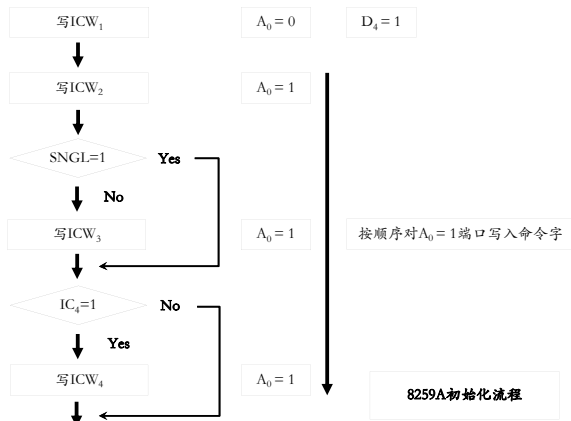 写ICW₁ A₀ = 0 D₄ = 1
写ICW₂ A₀ = 1
SNGL=1 Yes
No
写ICW₃ A₀ = 1 按顺序对A₀ = 1端口写入命令字
IC₄=1 No
Yes
写ICW₄ A₀ = 1
8259A初始化流程